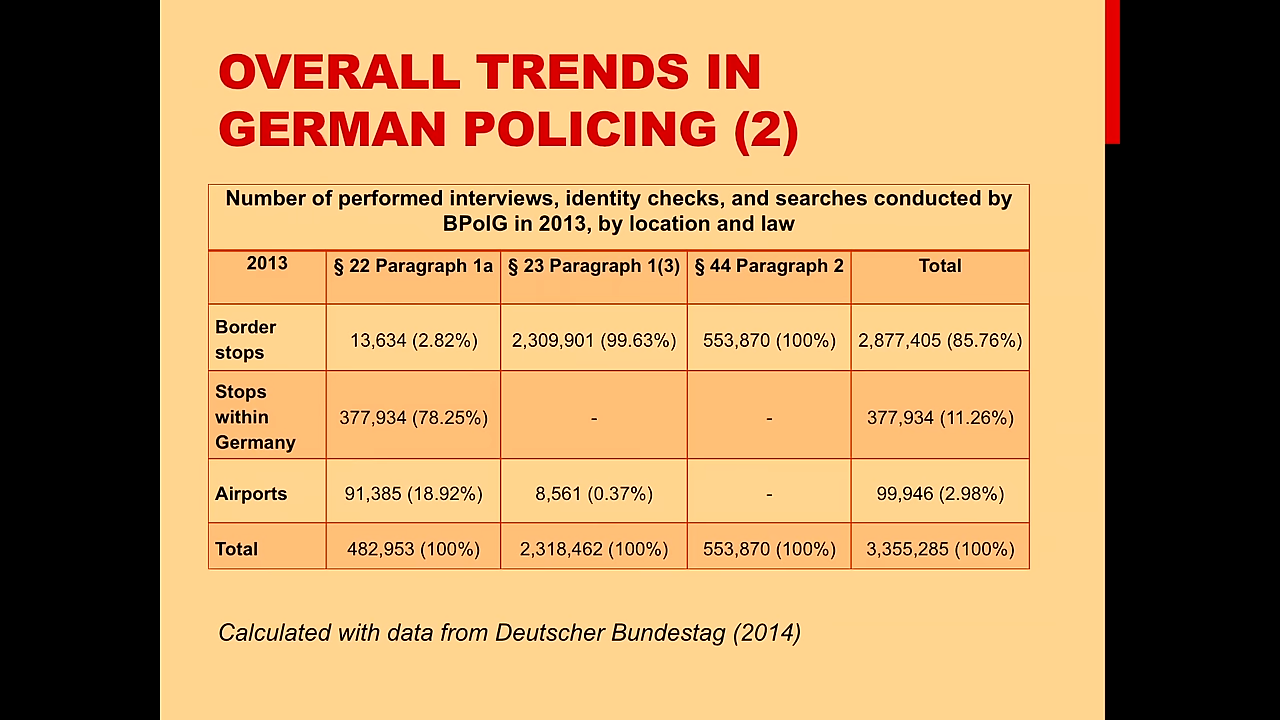 OVERALL TRENDS IN
GERMAN POLICING (2)
Number of performed interviews, identity checks, and searches conducted by
BPolG in 2013, by location and law
2013 § 22 Paragraph 1a § 23 Paragraph 1(3) § 44 Paragraph 2 Total
Border
stops 13,634 (2.82%) 2,309,901 (99.63%) 553,870 (100%) 2,877,405 (85.76%)
Stops
within
Germany 377,934 (78.25%) - - 377,934 (11.26%)
Airports 91,385 (18.92%) 8,561 (0.37%) - 99,946 (2.98%)
Total 482,953 (100%) 2,318,462 (100%) 553,870 (100%) 3,355,285 (100%)
Calculated with data from Deutscher Bundestag (2014)